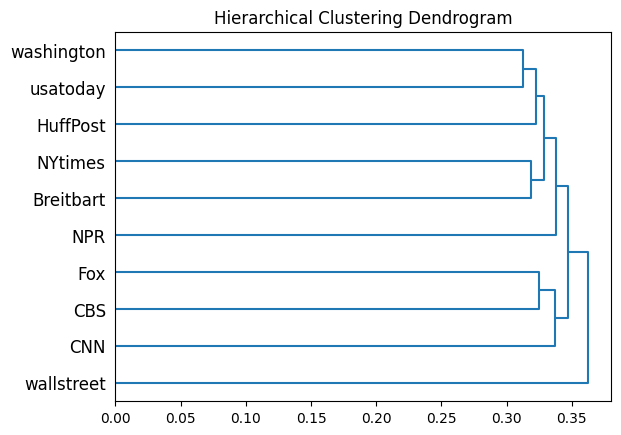 Hierarchical Clustering Dendrogram
washington
usatoday
HuffPost
NYtimes
Breitbart
NPR
Fox
CBS
CNN
wallstreet
0.00 0.05 0.10 0.15 0.20 0.25 0.30 0.35